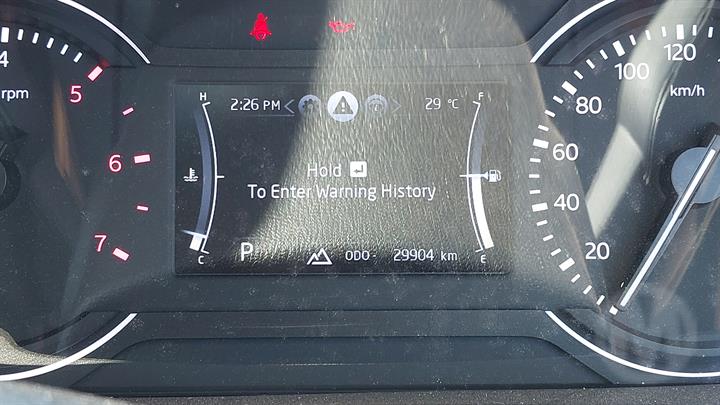 4
rpm
5
6
7
H
2:26 PM
29 °C
F
Hold
To Enter Warning History
C
P
ODO- 29904 km
E
120
100
km/h
80
60
40
20